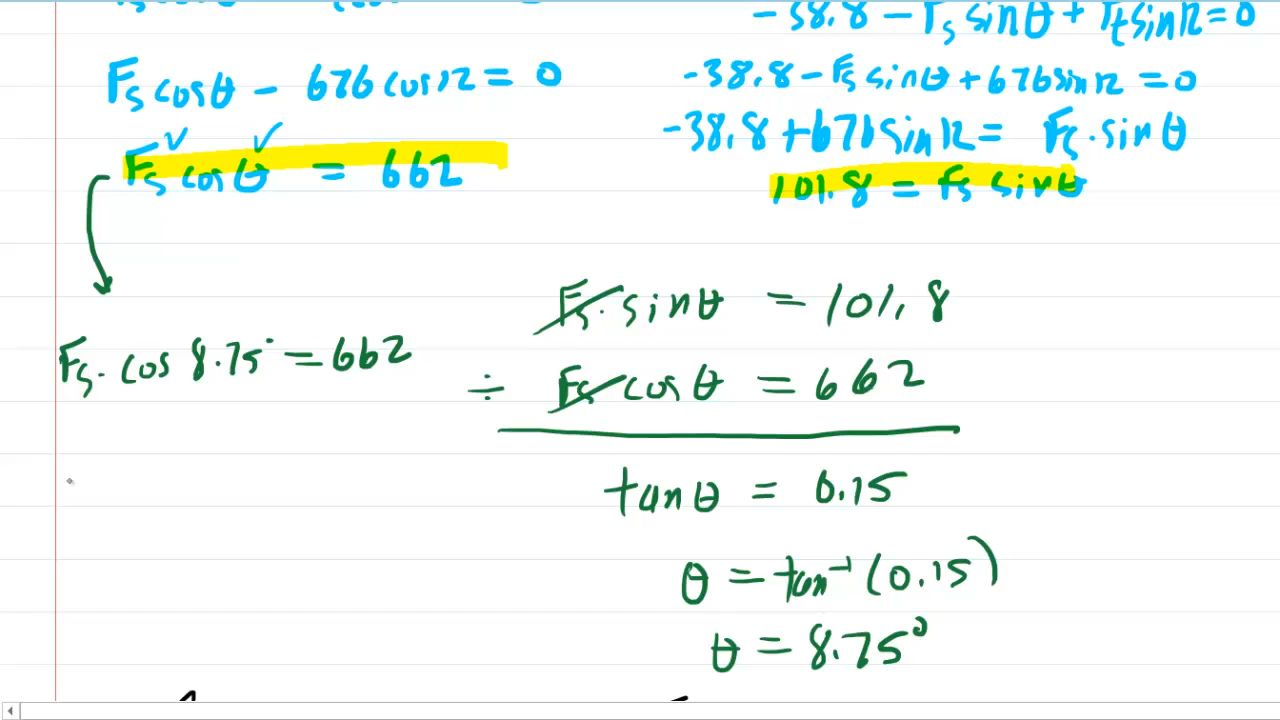 -38.8 - Fs sinθ + Ft sin12 = 0
Fs cosθ - 676 cos12 = 0
Fs cosθ = 662
-38.8 - Fs sinθ + 676 sin12 = 0
-38.8 + 676 sin12 = Fs · sinθ
101.8 = Fs sinθ
Fs · cos 8.75° = 662
Fs · sinθ = 101.8
÷ Fs cosθ = 662
tanθ = 0.15
θ = tan⁻¹ (0.15)
θ = 8.75°